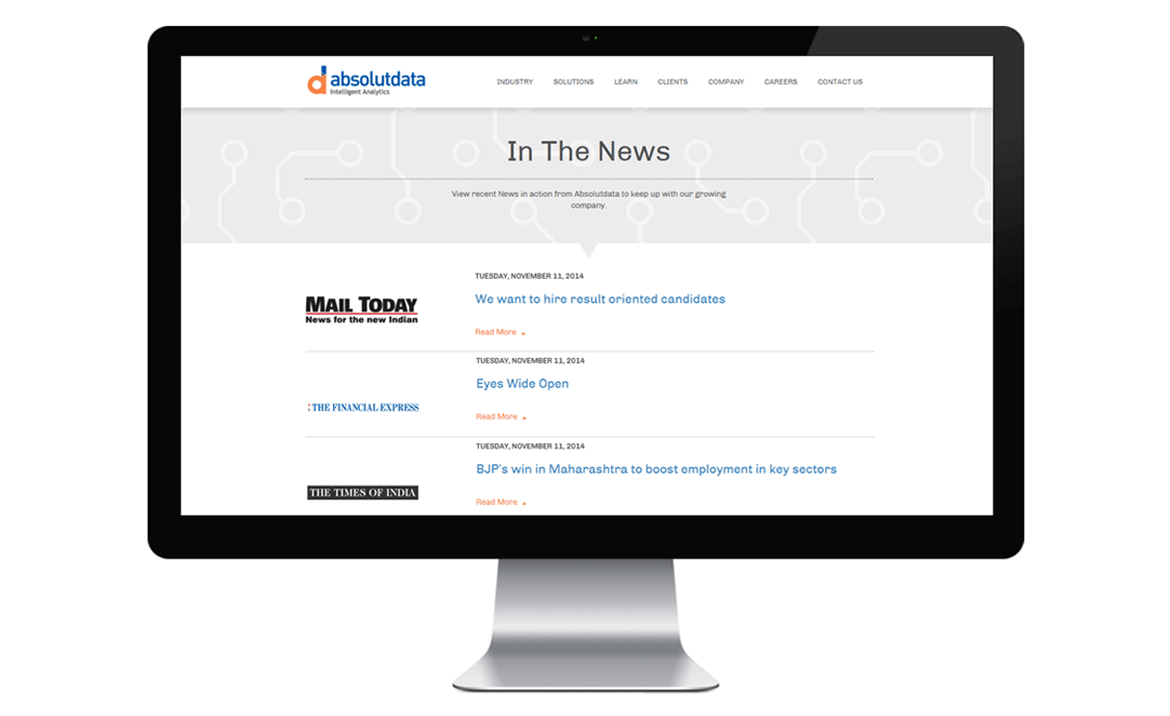 absolutdata
Intelligent Analytics
INDUSTRY SOLUTIONS LEARN CLIENTS COMPANY CAREERS CONTACT US
In The News
View recent News in action from Absolutdata to keep up with our growing
company.
TUESDAY, NOVEMBER 11, 2014
We want to hire result oriented candidates
MAIL TODAY
News for the new Indian
Read More
TUESDAY, NOVEMBER 11, 2014
Eyes Wide Open
THE FINANCIAL EXPRESS
Read More
TUESDAY, NOVEMBER 11, 2014
BJP's win in Maharashtra to boost employment in key sectors
THE TIMES OF INDIA
Read More